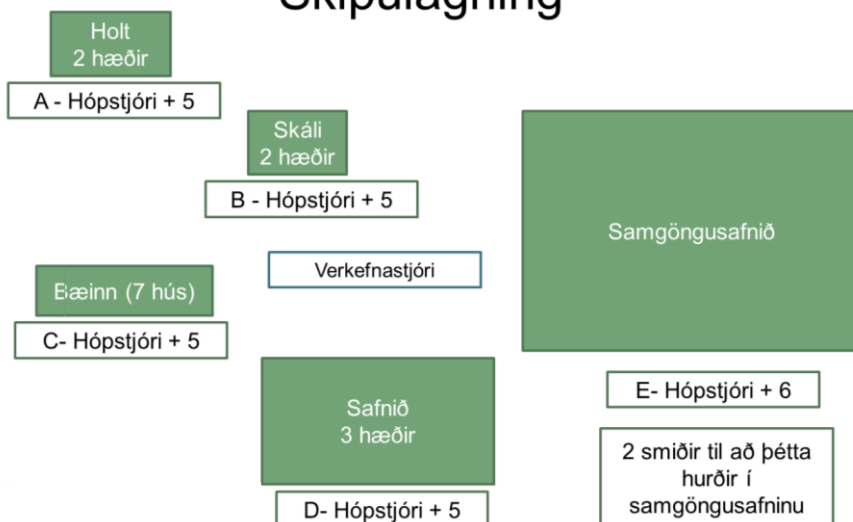 Skipulagning
Holt
2 hæðir
A - Hópstjóri + 5
Skáli
2 hæðir
B - Hópstjóri + 5
Samgöngusafnið
Verkefnastjóri
Bæinn (7 hús)
C- Hópstjóri + 5
Safnið
3 hæðir
D- Hópstjóri + 5
E- Hópstjóri + 6
2 smiðir til að þétta
hurðir í
samgöngusafninu